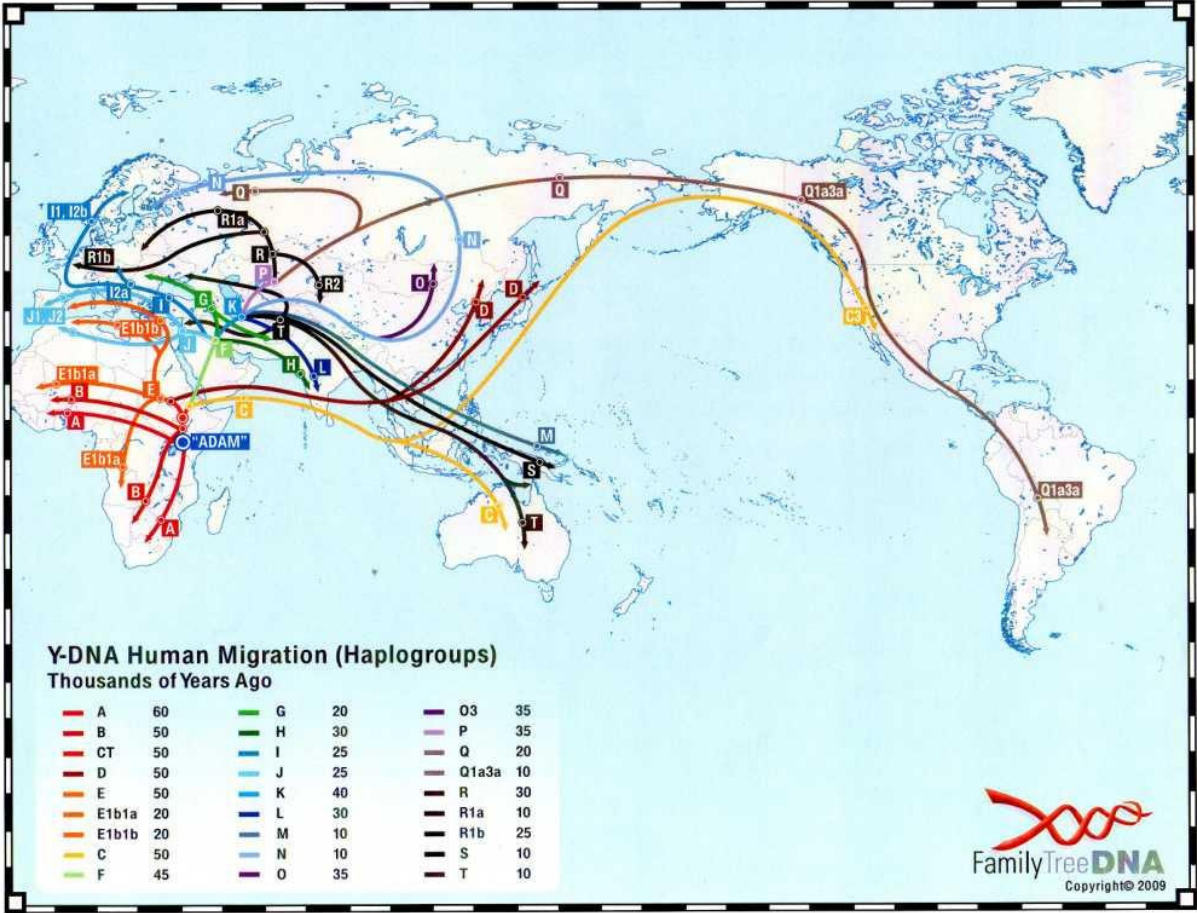 N
Q
Q
Q1a3a
I1, I2b
R1a
N
R1b
R
P
R2
O
D
I2a
I
G
K
D
J1, J2
E1b1b
T
C3
J
F
H
L
E1b1a
E
B
C
A
"ADAM"
M
E1b1a
S
B
Q1a3a
C
T
A
Y-DNA Human Migration (Haplogroups)
Thousands of Years Ago
A 60
B 50
CT 50
D 50
E 50
E1b1a 20
E1b1b 20
C 50
F 45
G 20
H 30
I 25
J 25
K 40
L 30
M 10
N 10
O 35
O3 35
P 35
Q 20
Q1a3a 10
R 30
R1a 10
R1b 25
S 10
T 10
FamilyTreeDNA
Copyright© 2009